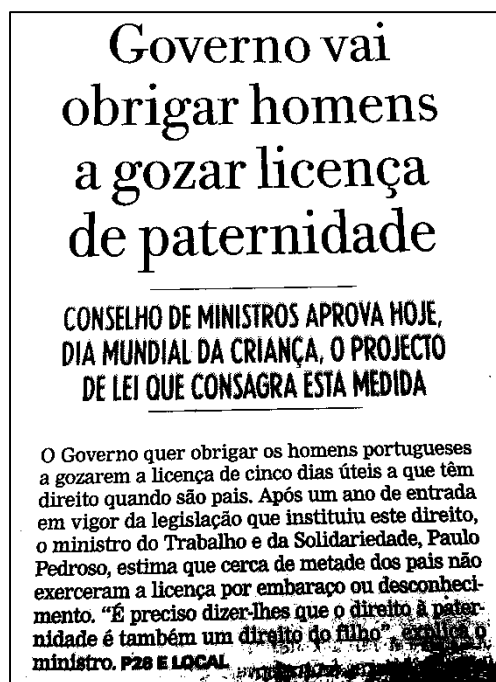 Governo vai
obrigar homens
a gozar licença
de paternidade
CONSELHO DE MINISTROS APROVA HOJE,
DIA MUNDIAL DA CRIANÇA, O PROJECTO
DE LEI QUE CONSAGRA ESTA MEDIDA
O Governo quer obrigar os homens portugueses
a gozarem a licença de cinco dias úteis a que têm
direito quando são pais. Após um ano de entrada
em vigor da legislação que instituiu este direito,
o ministro do Trabalho e da Solidariedade, Paulo
Pedroso, estima que cerca de metade dos pais não
exerceram a licença por embaraço ou desconheci-
mento. “É preciso dizer-lhes que o direito à pater-
nidade é também um direito do filho” explica o
ministro. P28 E LOCAL